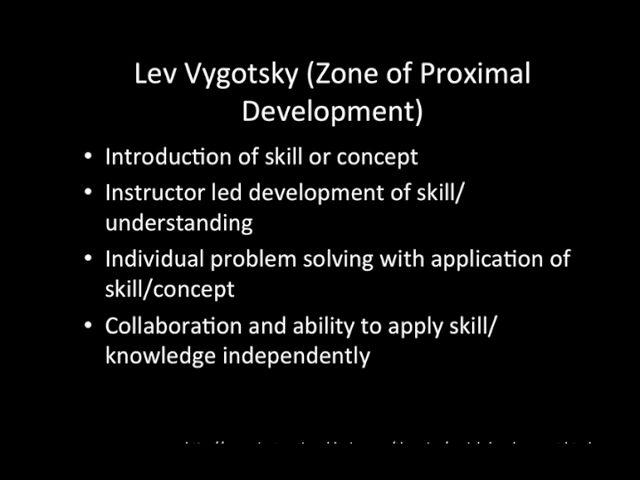 Lev Vygotsky (Zone of Proximal
Development)
• Introduction of skill or concept
• Instructor led development of skill/
understanding
• Individual problem solving with application of
skill/concept
• Collaboration and ability to apply skill/
knowledge independently